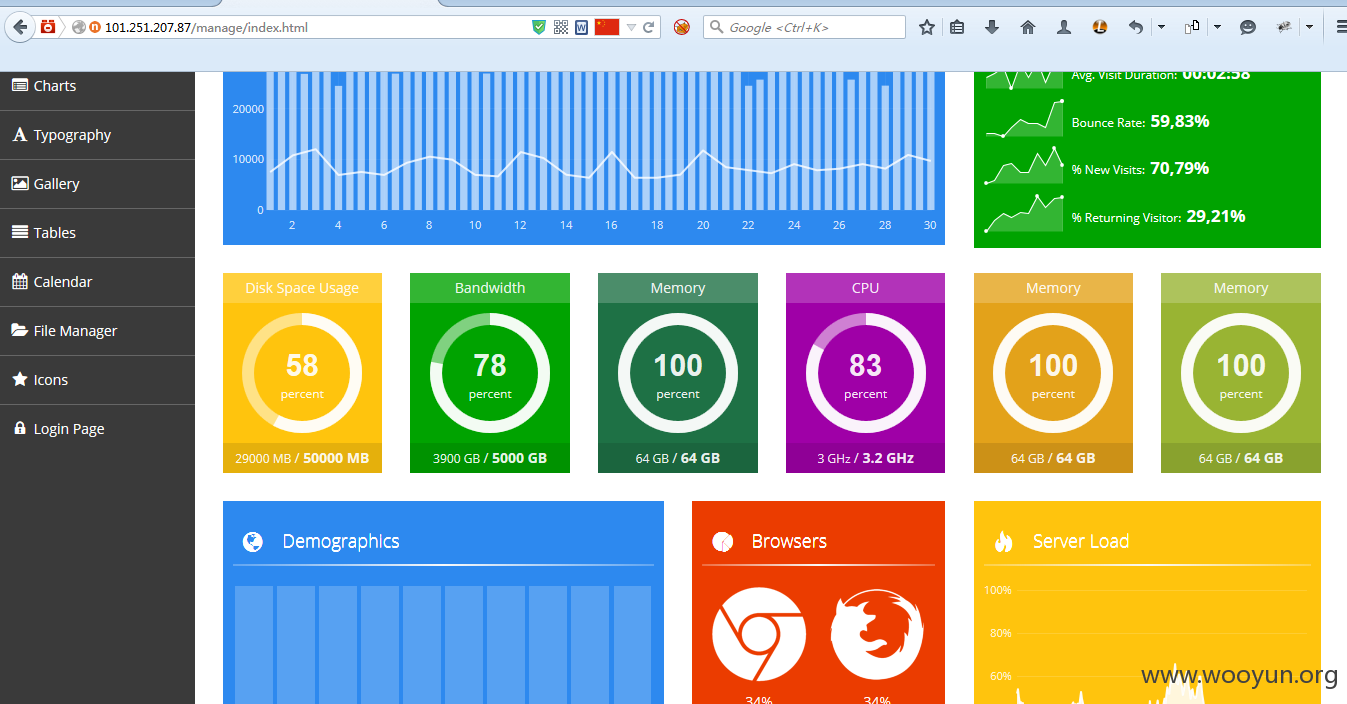 101.251.207.87/manage/index.html
Google <Ctrl+K>
Charts
Typography
Gallery
Tables
Calendar
File Manager
Icons
Login Page
20000
10000
0
2 4 6 8 10 12 14 16 18 20 22 24 26 28 30
Avg. Visit Duration: 00:02:58
Bounce Rate: 59,83%
% New Visits: 70,79%
% Returning Visitor: 29,21%
Disk Space Usage
58
percent
29000 MB / 50000 MB
Bandwidth
78
percent
3900 GB / 5000 GB
Memory
100
percent
64 GB / 64 GB
CPU
83
percent
3 GHz / 3.2 GHz
Memory
100
percent
64 GB / 64 GB
Memory
100
percent
64 GB / 64 GB
Demographics
Browsers
34%
34%
Server Load
100%
80%
60%
www.wooyun.org